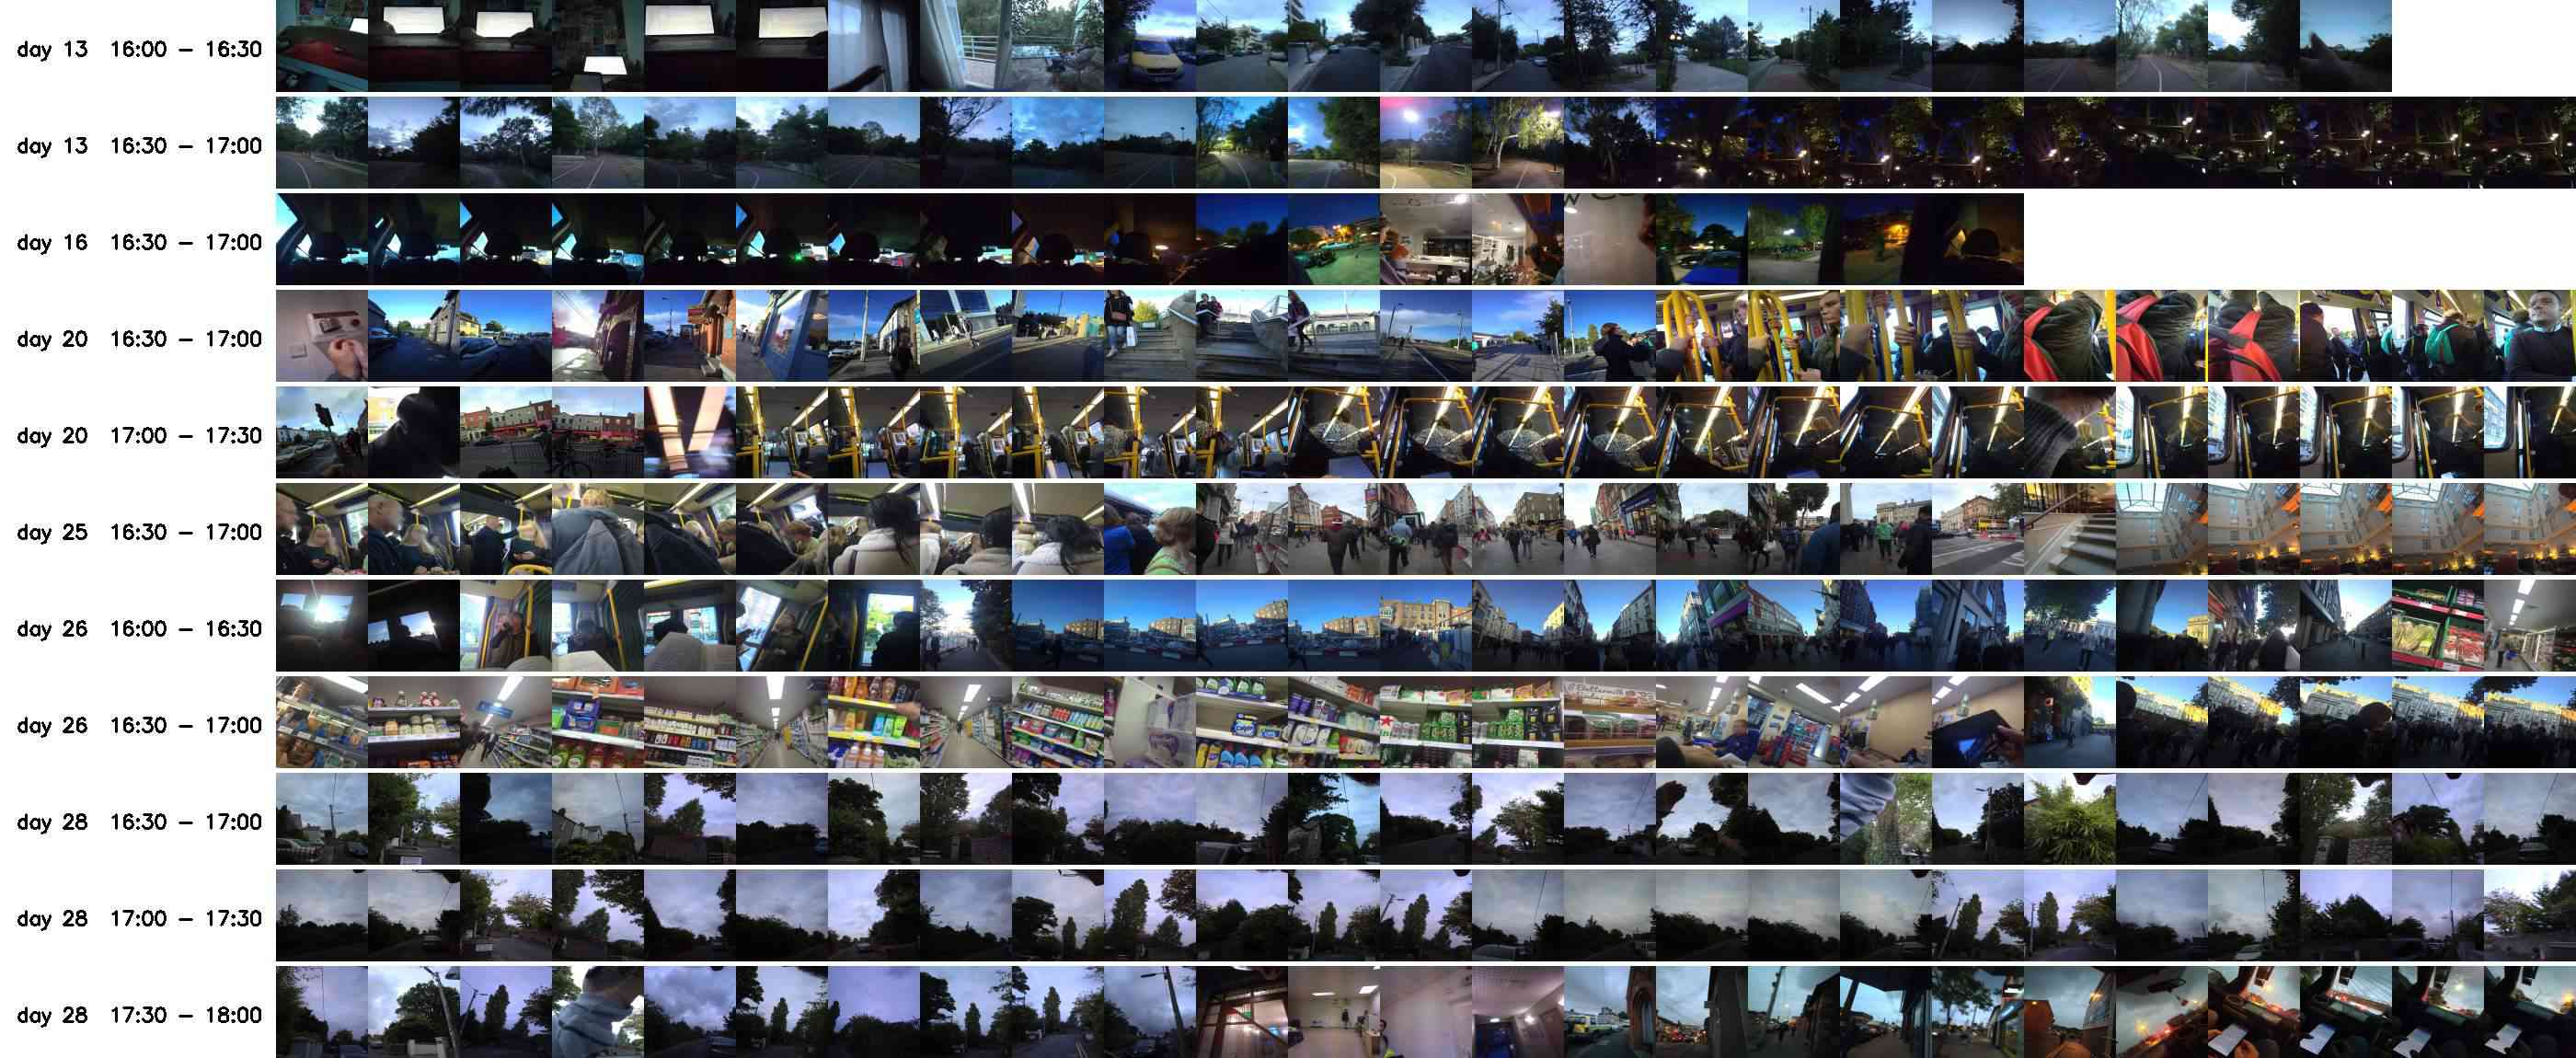 day 13 16:00 – 16:30
day 13 16:30 – 17:00
day 16 16:30 – 17:00
day 20 16:30 – 17:00
day 20 17:00 – 17:30
day 25 16:30 – 17:00
day 26 16:00 – 16:30
day 26 16:30 – 17:00
day 28 16:30 – 17:00
day 28 17:00 – 17:30
day 28 17:30 – 18:00